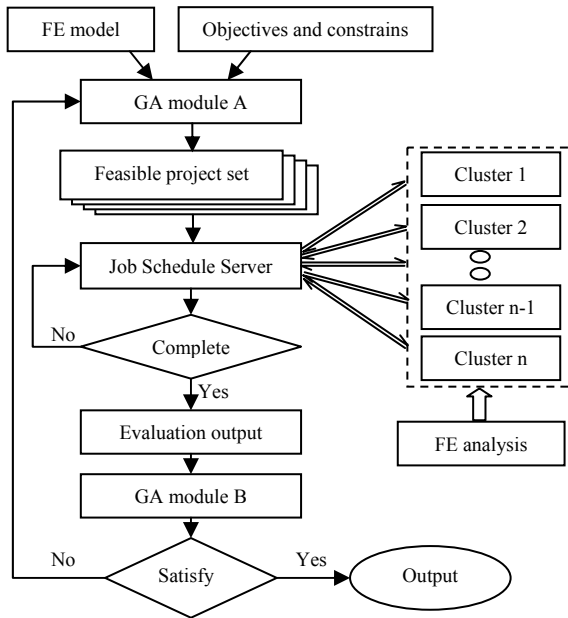 FE model
Objectives and constrains
GA module A
Feasible project set
Cluster 1
Cluster 2
Job Schedule Server
Cluster n-1
No
Complete
Cluster n
Yes
Evaluation output
FE analysis
GA module B
No
Satisfy
Yes
Output